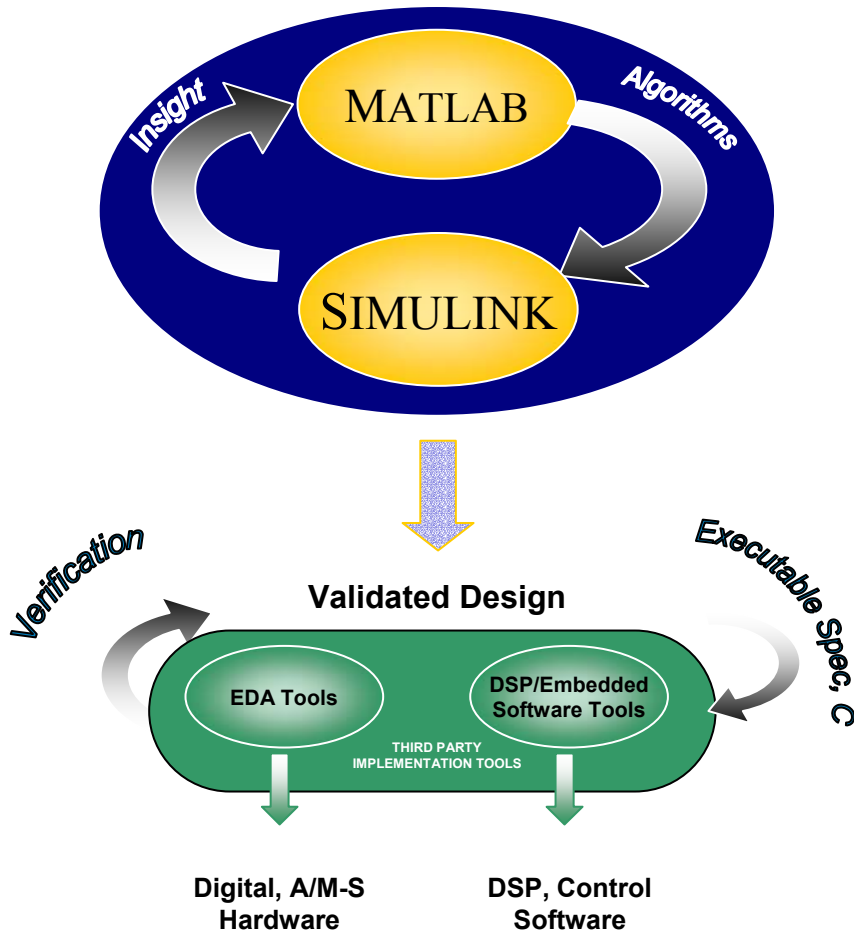 Insight
MATLAB
Algorithms
SIMULINK
Verification
Executable Spec, C
Validated Design
EDA Tools
DSP/Embedded
Software Tools
THIRD PARTY
IMPLEMENTATION TOOLS
Digital, A/M-S
Hardware
DSP, Control
Software